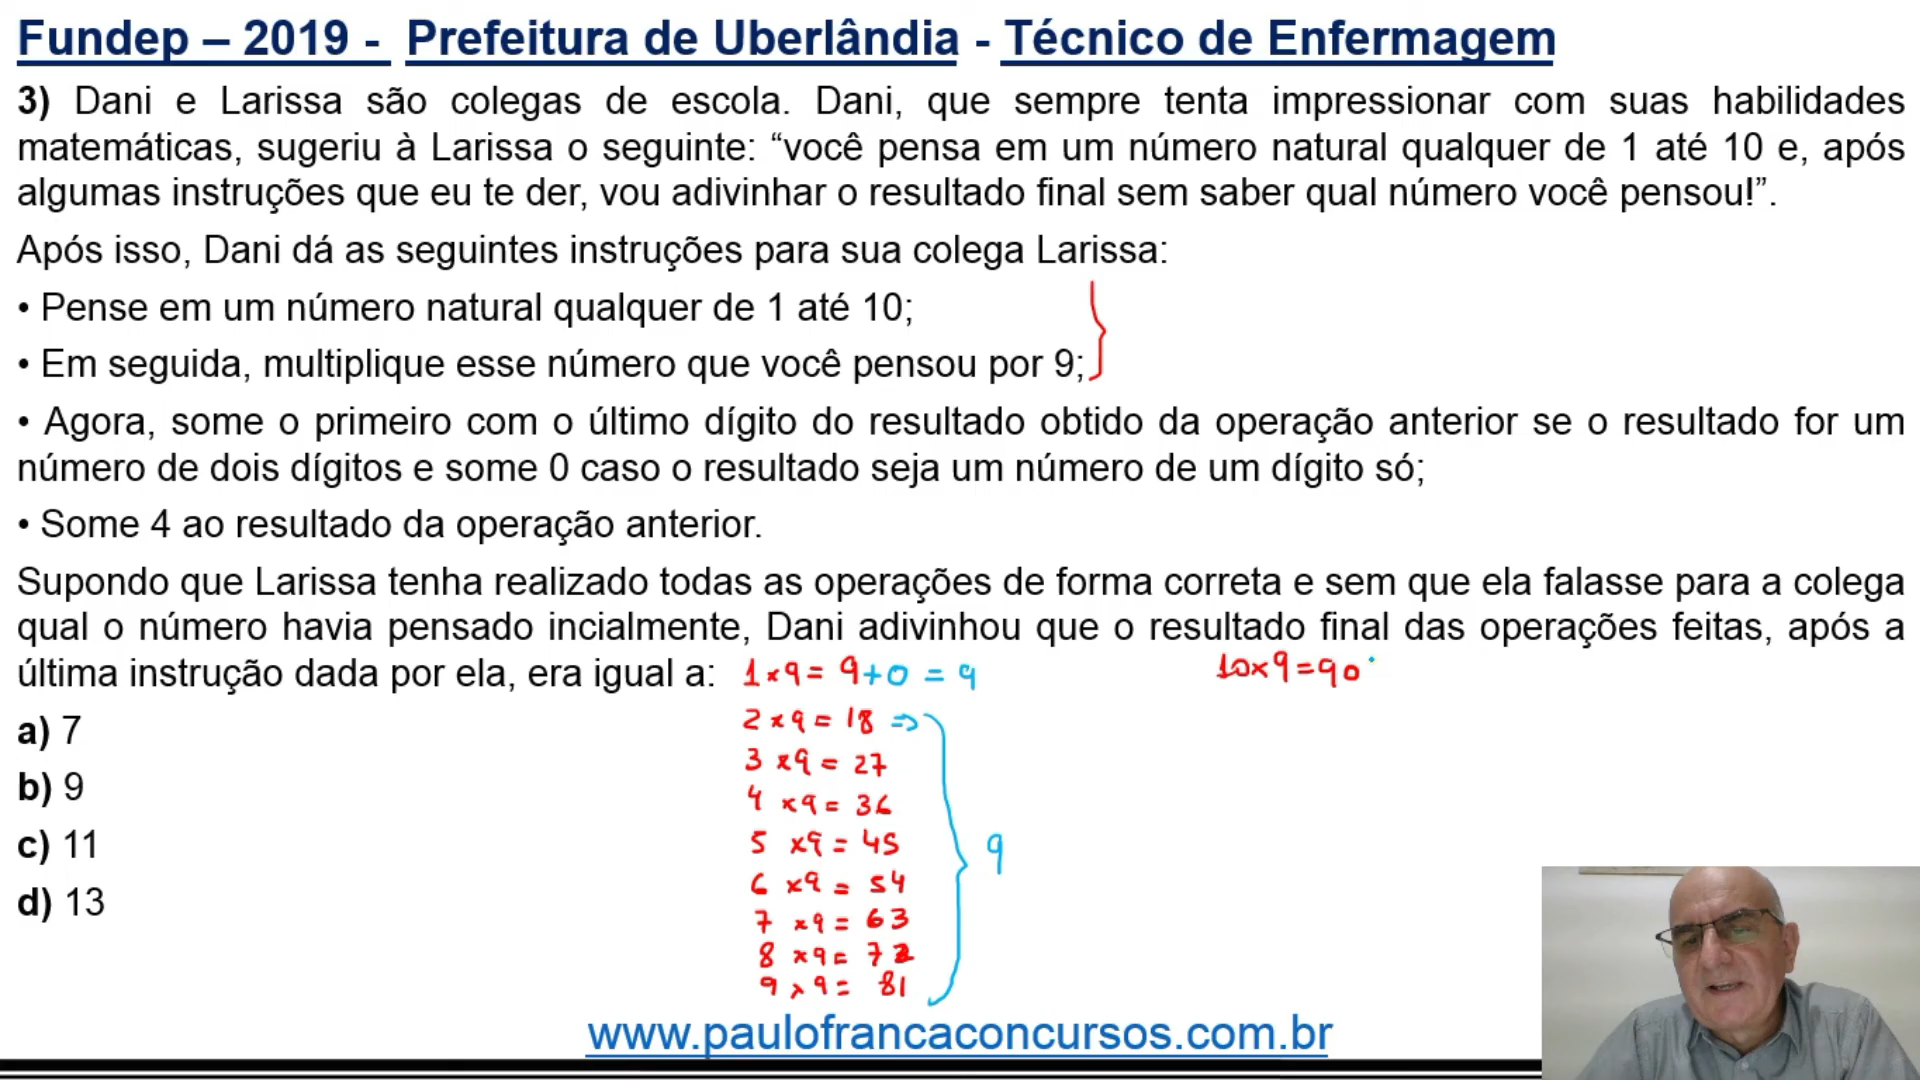 Fundep – 2019 - Prefeitura de Uberlândia - Técnico de Enfermagem
3) Dani e Larissa são colegas de escola. Dani, que sempre tenta impressionar com suas habilidades
matemáticas, sugeriu à Larissa o seguinte: “você pensa em um número natural qualquer de 1 até 10 e, após
algumas instruções que eu te der, vou adivinhar o resultado final sem saber qual número você pensou!”.
Após isso, Dani dá as seguintes instruções para sua colega Larissa:
• Pense em um número natural qualquer de 1 até 10;
• Em seguida, multiplique esse número que você pensou por 9;
• Agora, some o primeiro com o último dígito do resultado obtido da operação anterior se o resultado for um
número de dois dígitos e some 0 caso o resultado seja um número de um dígito só;
• Some 4 ao resultado da operação anterior.
Supondo que Larissa tenha realizado todas as operações de forma correta e sem que ela falasse para a colega
qual o número havia pensado incialmente, Dani adivinhou que o resultado final das operações feitas, após a
última instrução dada por ela, era igual a:
1 x 9 = 9 + 0 = 9
10 x 9 = 90
a) 7
b) 9
c) 11
d) 13
2 x 9 = 18 ⇒
3 x 9 = 27
4 x 9 = 36
5 x 9 = 45
6 x 9 = 54
7 x 9 = 63
8 x 9 = 72
9 x 9 = 81
9
www.paulofrancaconcursos.com.br